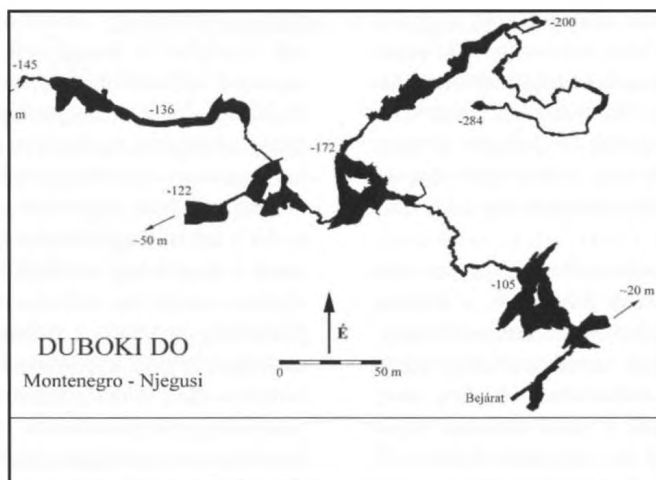 -200
-145
-136
-284
-172
-122
~50 m
-105
~20 m
É
DUBOKI DO
Montenegro - Njegusi
0
50 m
Bejárat